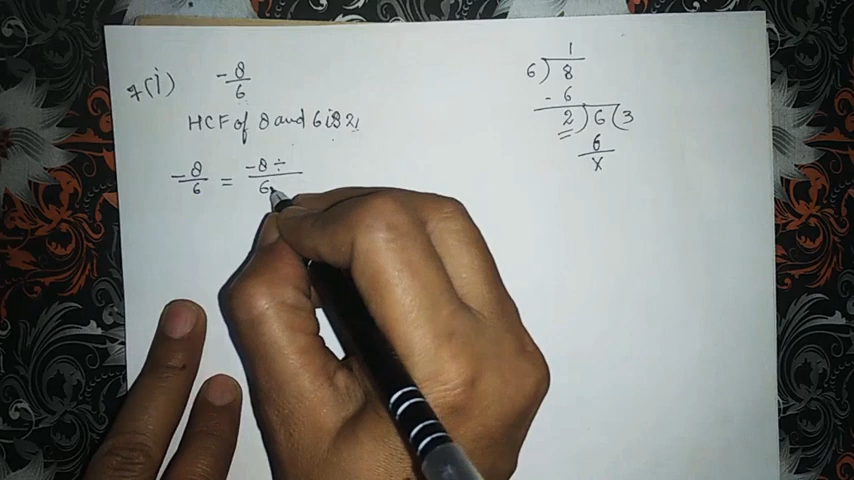 7(i) -8/6
HCF of 8 and 6 is 2,
-8/6 = -8÷/6
1
6)8
-6
2)6(3
6
x